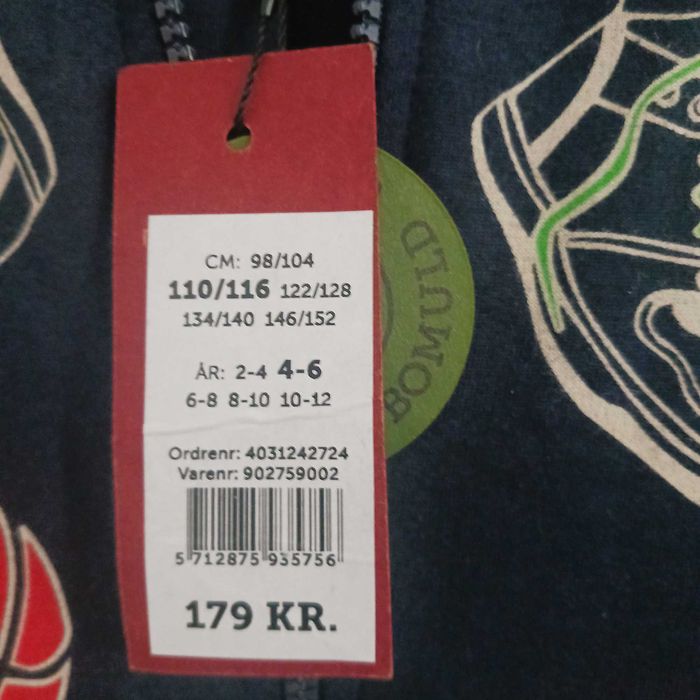 CM: 98/104
110/116 122/128
134/140 146/152
ÅR: 2-4 4-6
6-8 8-10 10-12
Ordrenr: 4031242724
Varenr: 902759002
5 712875 935756
179 KR.
BOMULD